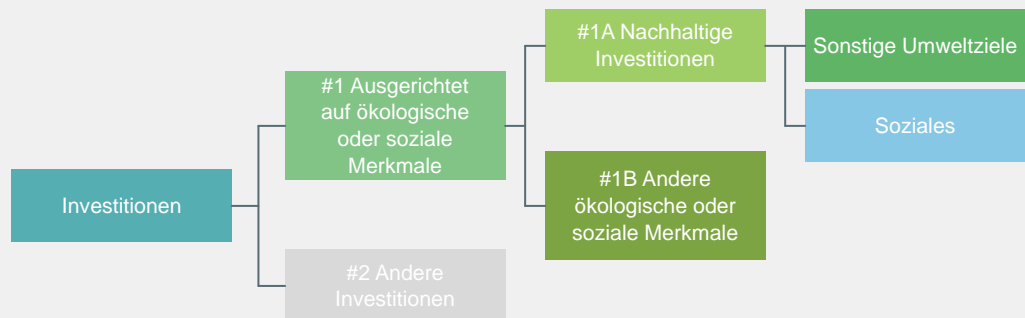 #1A Nachhaltige
Investitionen
Sonstige Umweltziele
#1 Ausgerichtet
auf ökologische
oder soziale
Merkmale
Soziales
Investitionen
#1B Andere
ökologische oder
soziale Merkmale
#2 Andere
Investitionen